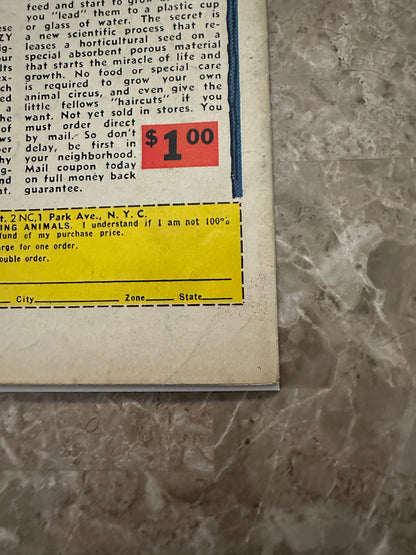 feed and start to grow as
you "lead" them to a plastic cup
or glass of water. The secret is
a new scientific process that re-
leases a horticultural seed on a
special absorbent porous material
that starts the miracle of life and
growth. No food or special care
is required to grow your own
animal circus, and even give the
little fellows "haircuts" if you
want. Not yet sold in stores. You
must order direct
by mail. So don't
delay, be first in
your neighborhood.
Mail coupon today
on full money back
guarantee.
$1.00
t. 2NC, 1 Park Ave., N. Y. C.
ING ANIMALS. I understand if I am not 100%
fund of my purchase price.
arge for one order.
ouble order.
City Zone State